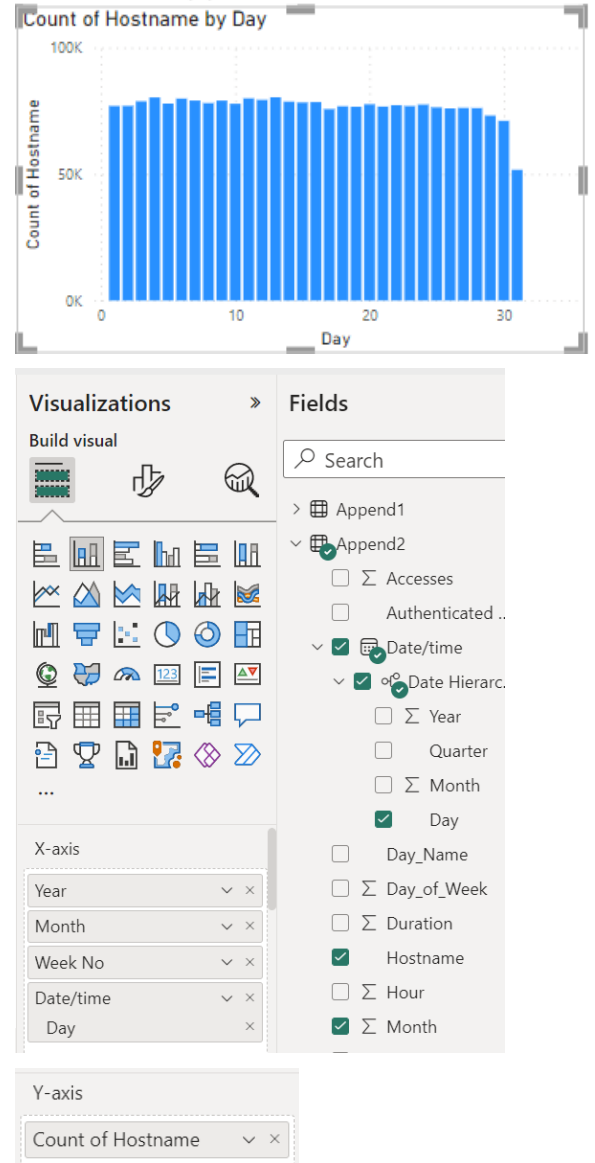 Count of Hostname by Day
100K
50K
0K
Count of Hostname
0 10 20 30
Day
Visualizations »
Build visual
123
...
X-axis
Year
Month
Week No
Date/time
Day
Fields
Search
Append1
Append2
Σ Accesses
Authenticated ..
Date/time
Date Hierarc.
Σ Year
Quarter
Σ Month
Day
Day_Name
Σ Day_of_Week
Σ Duration
Hostname
Σ Hour
Σ Month
Y-axis
Count of Hostname